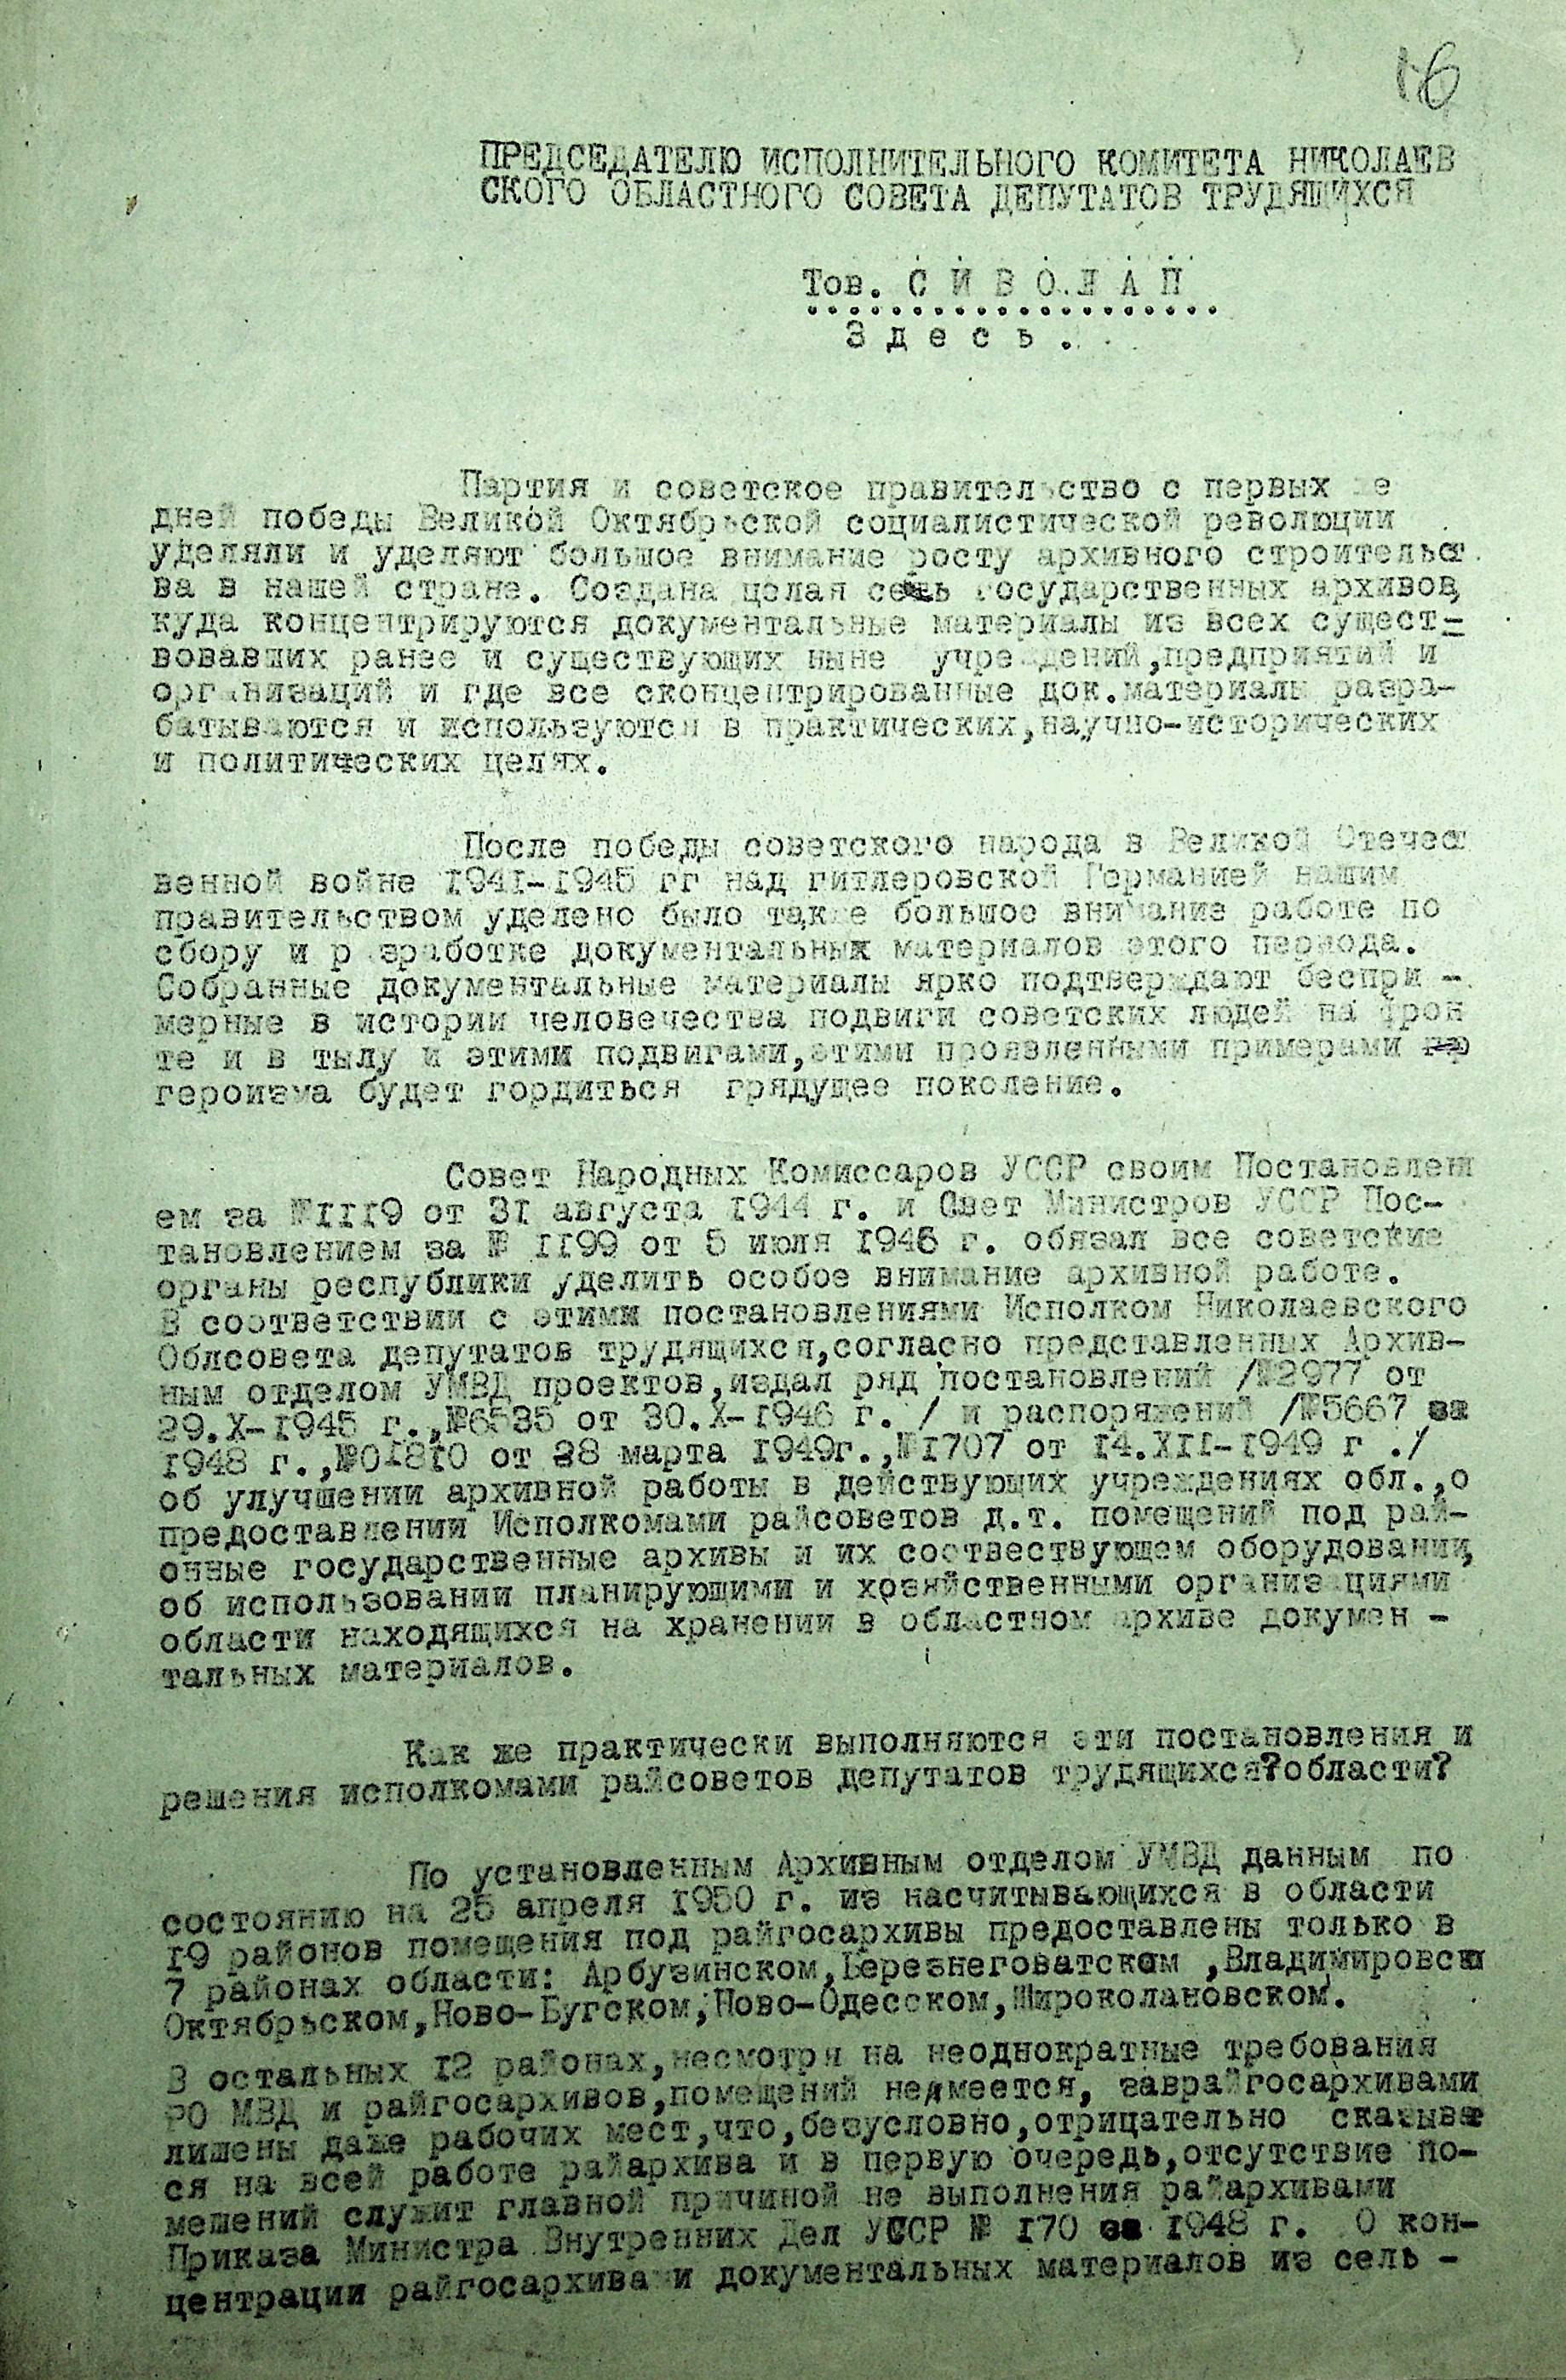 16
ПРЕДСЕДАТЕЛЮ ИСПОЛНИТЕЛЬНОГО КОМИТЕТА НИКОЛАЕВ
СКОГО ОБЛАСТНОГО СОВЕТА ДЕПУТАТОВ ТРУДЯЩИХСЯ
Тов. С И В О Л А П
З д е с ь .
Партия и советское правительство с первых же
дней победы Великой Октябрьской социалистической революции
уделяли и уделяют большое внимание росту архивного строительст
ва в нашей стране. Создана целая сеть государственных архивов,
куда концентрируются документальные материалы из всех сущест=
вовавших ранее и существующих ныне учреждений,предприятий и
организаций и где все сконцентрированные док.материалы разра-
батываются и используются в практических,научно-исторических
и политических целях.
После победы советского народа в Великой Отечест
венной войне 1941-1945 гг над гитлеровской Германией нашим
правительством уделено было также большое внимание работе по
сбору и разработке документальных материалов этого периода.
Собранные документальные материалы ярко подтверждают беспри -
мерные в истории человечества подвиги советских людей на фрон
те и в тылу и этими подвигами,этими проявленными примерами
героизма будет гордиться грядущее поколение.
Совет Народных Комиссаров УССР своим Постановлени
ем за №1119 от 31 августа 1944 г. и Свет Министров УССР Пос-
тановлением за № 1199 от 5 июля 1946 г. обязал все советские
органы республики уделить особое внимание архивной работе.
В соответствии с этими постановлениями Исполком Николаевского
Облсовета депутатов трудящихся,согласно представленных Архив-
ным отделом УМВД проектов,издал ряд постановлений /№2977 от
29.Х-1945 г.,№6535 от 30.Х-1946 г. / и распоряжений /№5667 за
1948 г.,№01810 от 28 марта 1949г.,№1707 от 14.ХII-1949 г ./
об улучшении архивной работы в действующих учреждениях обл.,о
предоставлении Исполкомами райсоветов д.т. помещений под рай-
онные государственные архивы и их соотвествующем оборудовании,
об использовании планирующими и хозяйственными организациями
области находящихся на хранении в областном архиве докумен -
тальных материалов.
Как же практически выполняются эти постановления и
решения исполкомами райсоветов депутатов трудящихся?области?
По установленным Архивным отделом УМВД данным по
состоянию на 25 апреля 1950 г. из насчитывающихся в области
19 районов помещения под райгосархивы предоставлены только в
7 районах области: Арбузинском,Березнеговатском ,Владимировском
Октябрьском,Ново-Бугском,Ново-Одесском,Широколановском.
В остальных 12 районах,несмотря на неоднократные требования
РО МВД и райгосархивов,помещений не имеется, заврайгосархивами
лишены даже рабочих мест,что,безусловно,отрицательно сказывает
ся на всей работе райархива и в первую очередь,отсутствие по-
мешений служит главной причиной не выполнения райархивами
Приказа Министра Внутренних Дел УССР № 170 за 1948 г. О кон-
центрации райгосархива и документальных материалов из сель -